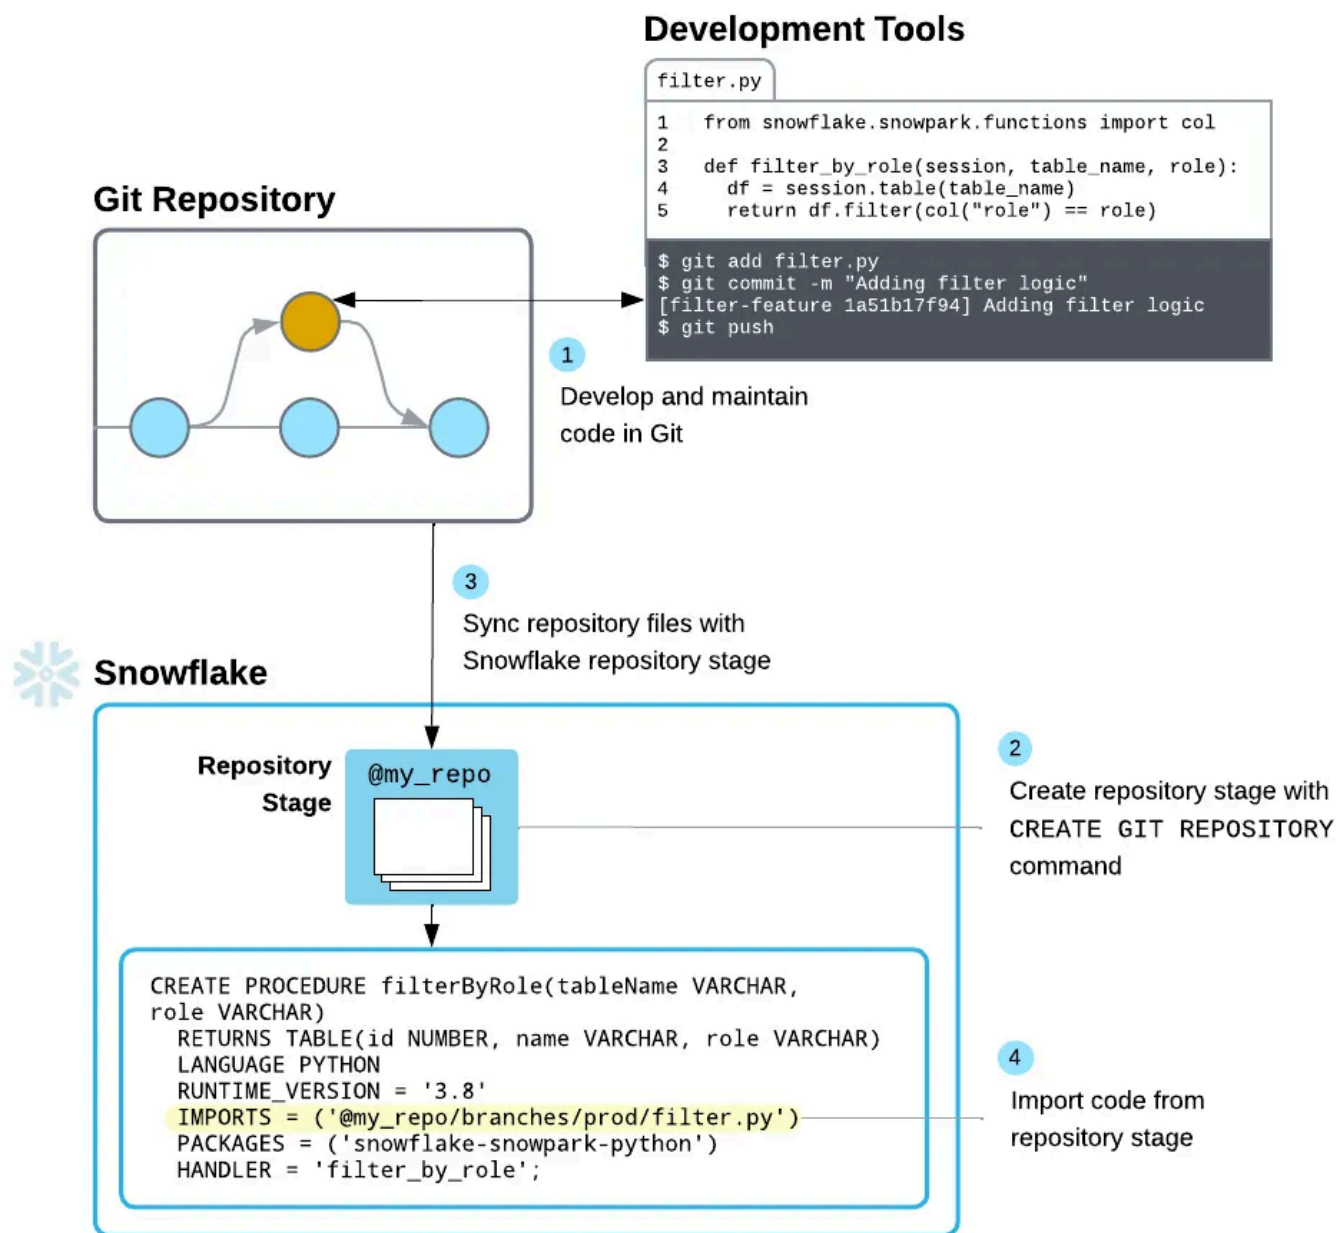 Development Tools
filter.py
1 from snowflake.snowpark.functions import col
2
3 def filter_by_role(session, table_name, role):
4 df = session.table(table_name)
5 return df.filter(col("role") == role)
$ git add filter.py
$ git commit -m "Adding filter logic"
[filter-feature 1a51b17f94] Adding filter logic
$ git push
Git Repository
1
Develop and maintain
code in Git
3
Sync repository files with
Snowflake repository stage
Snowflake
Repository
Stage
@my_repo
2
Create repository stage with
CREATE GIT REPOSITORY
command
CREATE PROCEDURE filterByRole(tableName VARCHAR,
role VARCHAR)
RETURNS TABLE(id NUMBER, name VARCHAR, role VARCHAR)
LANGUAGE PYTHON
RUNTIME_VERSION = '3.8'
IMPORTS = ('@my_repo/branches/prod/filter.py')
PACKAGES = ('snowflake-snowpark-python')
HANDLER = 'filter_by_role';
4
Import code from
repository stage